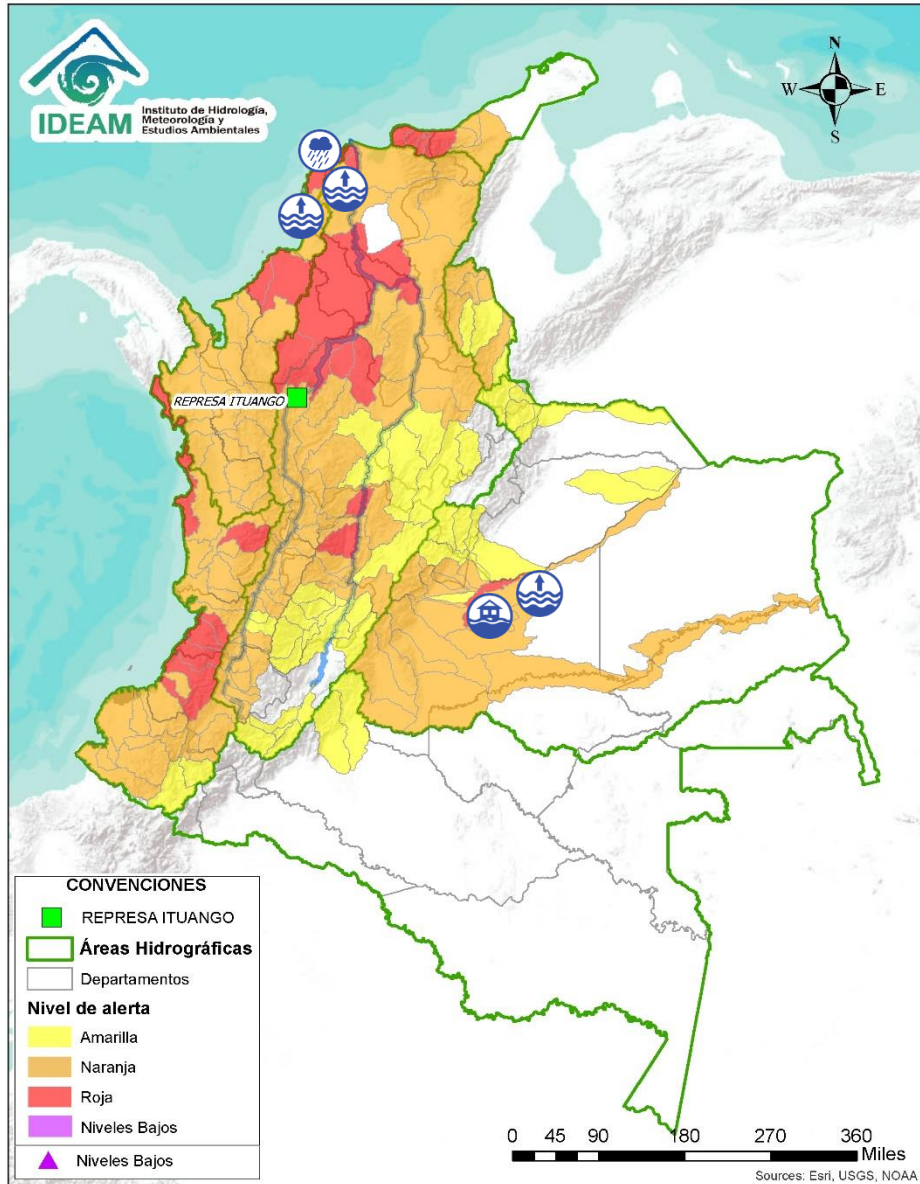 IDEAM
Instituto de Hidrología,
Meteorología y
Estudios Ambientales
N
W
E
S
REPRESA ITUANGO
CONVENCIONES
REPRESA ITUANGO
Áreas Hidrográficas
Departamentos
Nivel de alerta
Amarilla
Naranja
Roja
Niveles Bajos
Niveles Bajos
0 45 90 180 270 360
Miles
Sources: Esri, USGS, NOAA